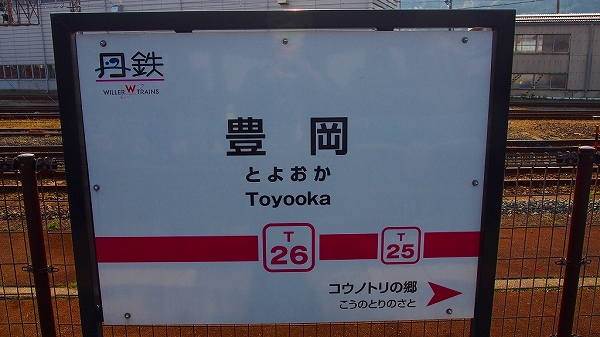 丹鉄
WILLER TRAINS
豊岡
とよおか
Toyooka
T
26
T
25
コウノトリの郷
こうのとりのさと